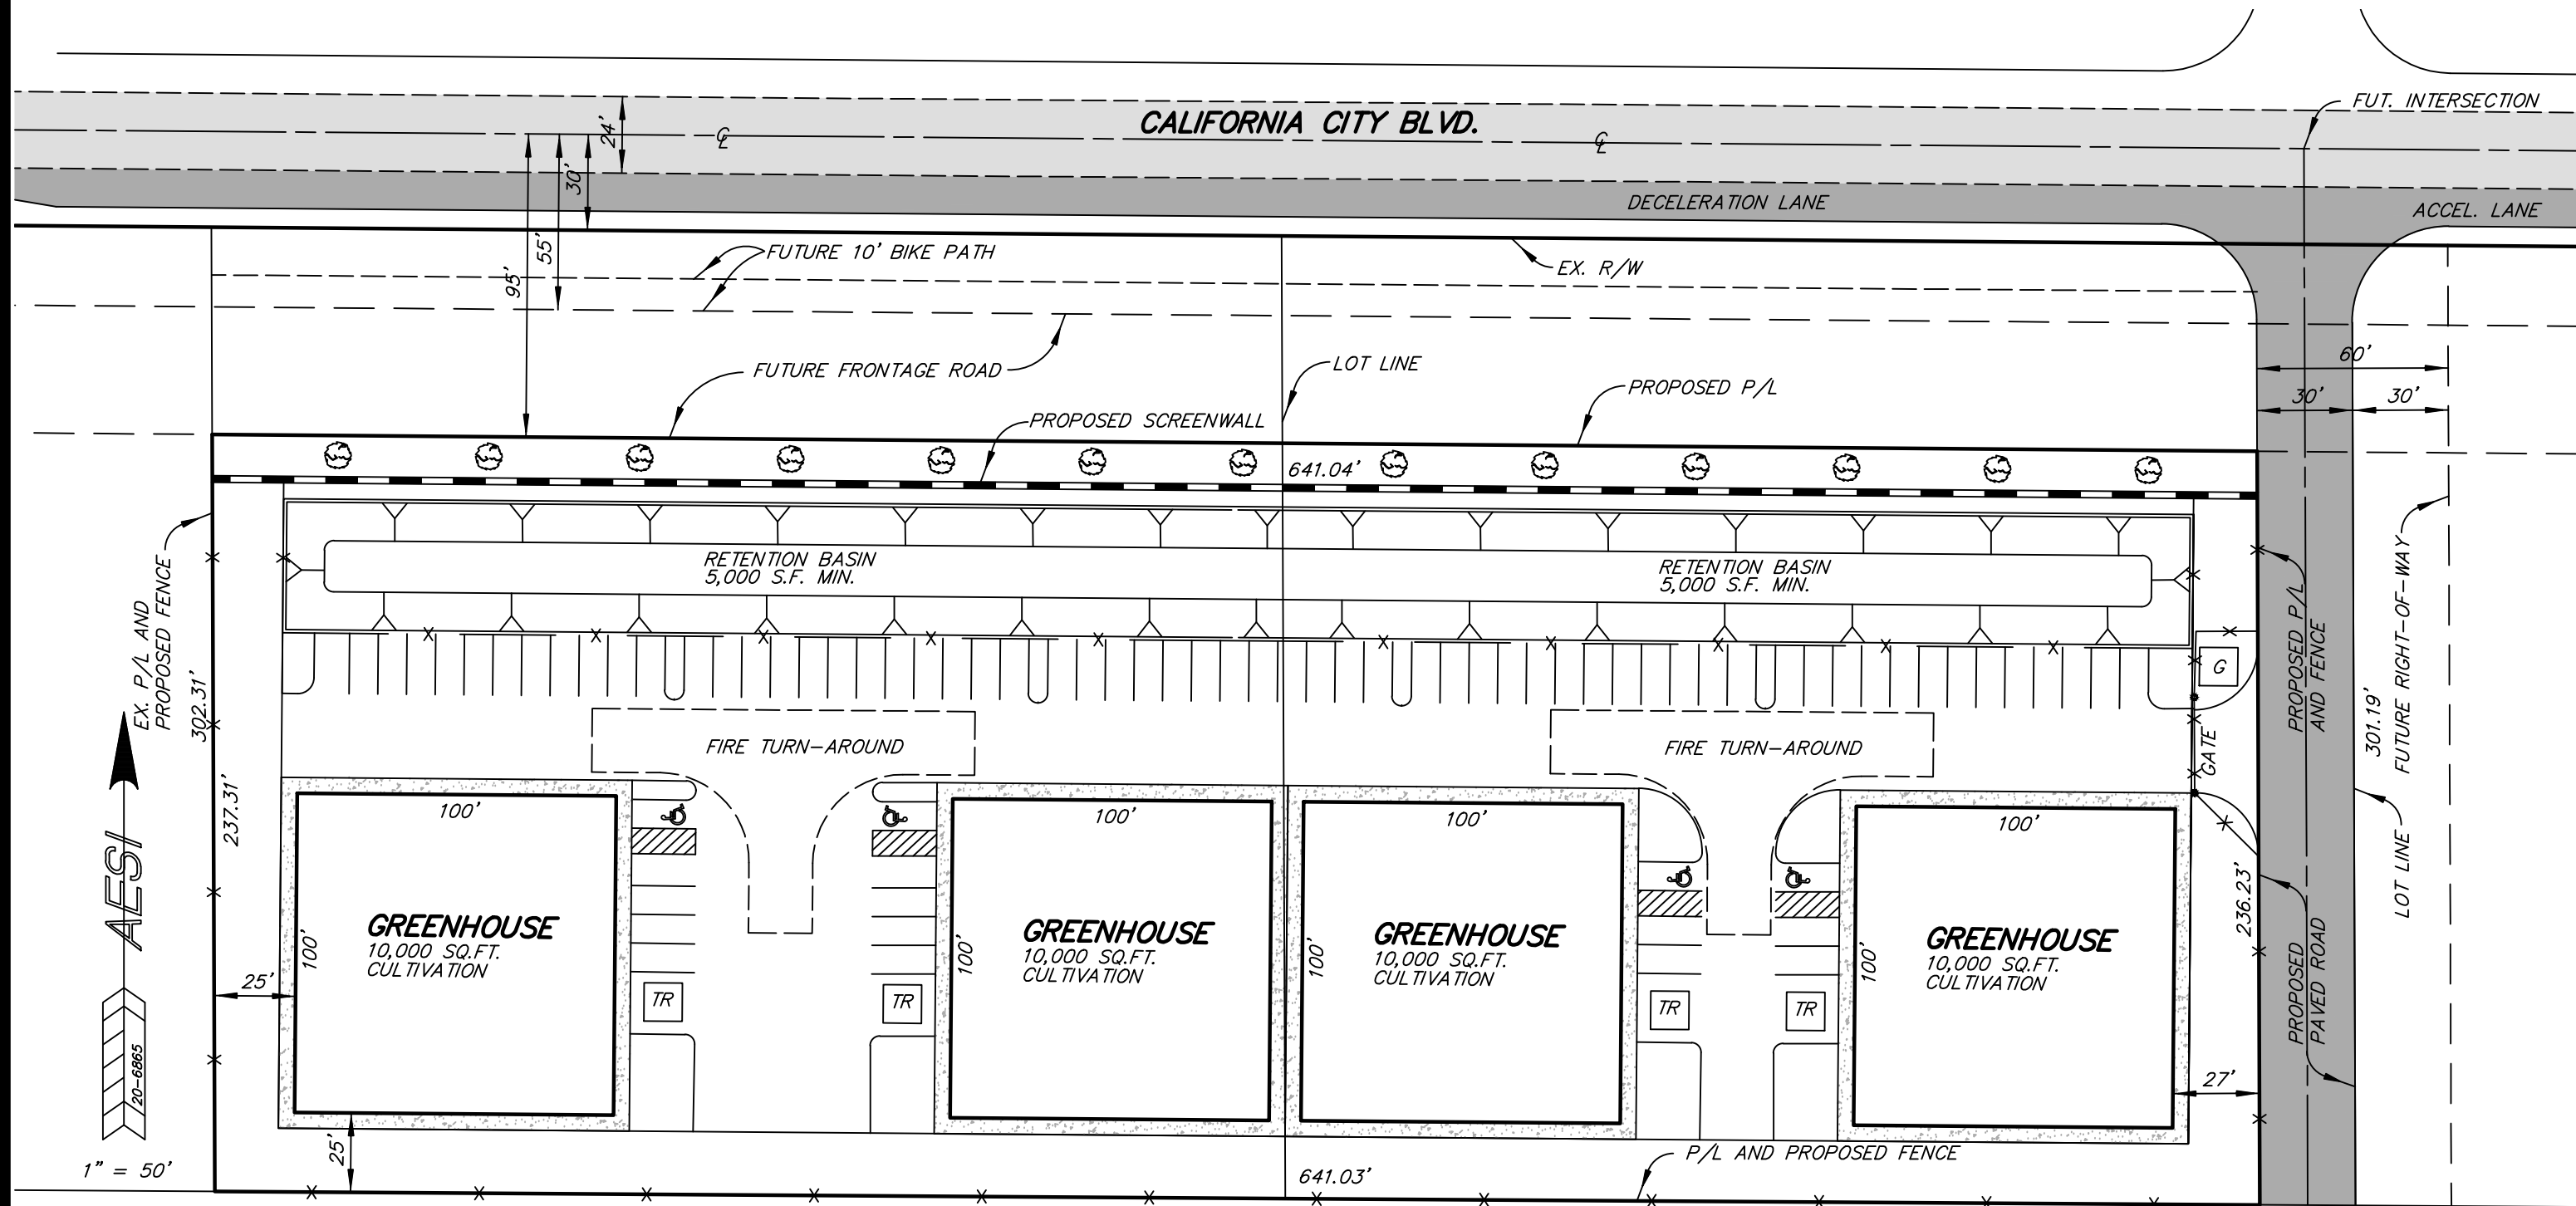 FUT. INTERSECTION
CALIFORNIA CITY BLVD.
24'
℄
℄
30'
DECELERATION LANE
ACCEL. LANE
55'
95'
FUTURE 10' BIKE PATH
EX. R/W
FUTURE FRONTAGE ROAD
LOT LINE
PROPOSED P/L
60'
30'
30'
PROPOSED SCREENWALL
641.04'
EX. P/L AND
PROPOSED FENCE
302.31'
237.31'
RETENTION BASIN
5,000 S.F. MIN.
RETENTION BASIN
5,000 S.F. MIN.
PROPOSED P/L
AND FENCE
301.19'
FUTURE RIGHT-OF-WAY
G
GATE
FIRE TURN-AROUND
FIRE TURN-AROUND
100'
100'
100'
100'
LOT LINE
236.23'
AESI
20-6865
1" = 50'
100'
GREENHOUSE
10,000 SQ.FT.
CULTIVATION
100'
GREENHOUSE
10,000 SQ.FT.
CULTIVATION
100'
GREENHOUSE
10,000 SQ.FT.
CULTIVATION
100'
GREENHOUSE
10,000 SQ.FT.
CULTIVATION
25'
TR
TR
TR
TR
PROPOSED
PAVED ROAD
27'
25'
P/L AND PROPOSED FENCE
641.03'